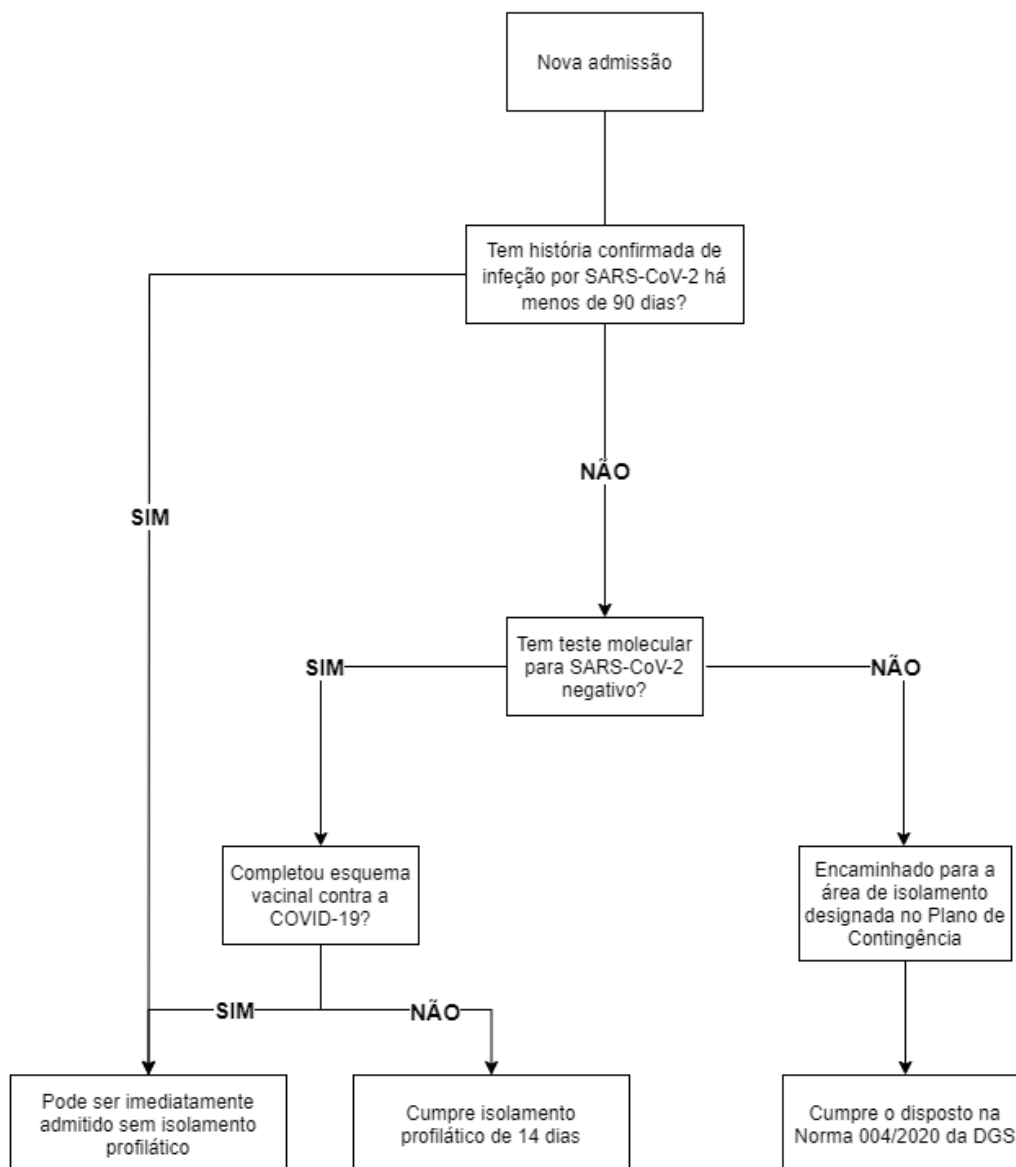 Nova admissão
Tem história confirmada de
infeção por SARS-CoV-2 há
menos de 90 dias?
NÃO
SIM
Tem teste molecular
para SARS-CoV-2
negativo?
SIM
NÃO
Completou esquema
vacinal contra a
COVID-19?
Encaminhado para a
área de isolamento
designada no Plano de
Contingência
SIM
NÃO
Pode ser imediatamente
admitido sem isolamento
profilático
Cumpre isolamento
profilático de 14 dias
Cumpre o disposto na
Norma 004/2020 da DGS